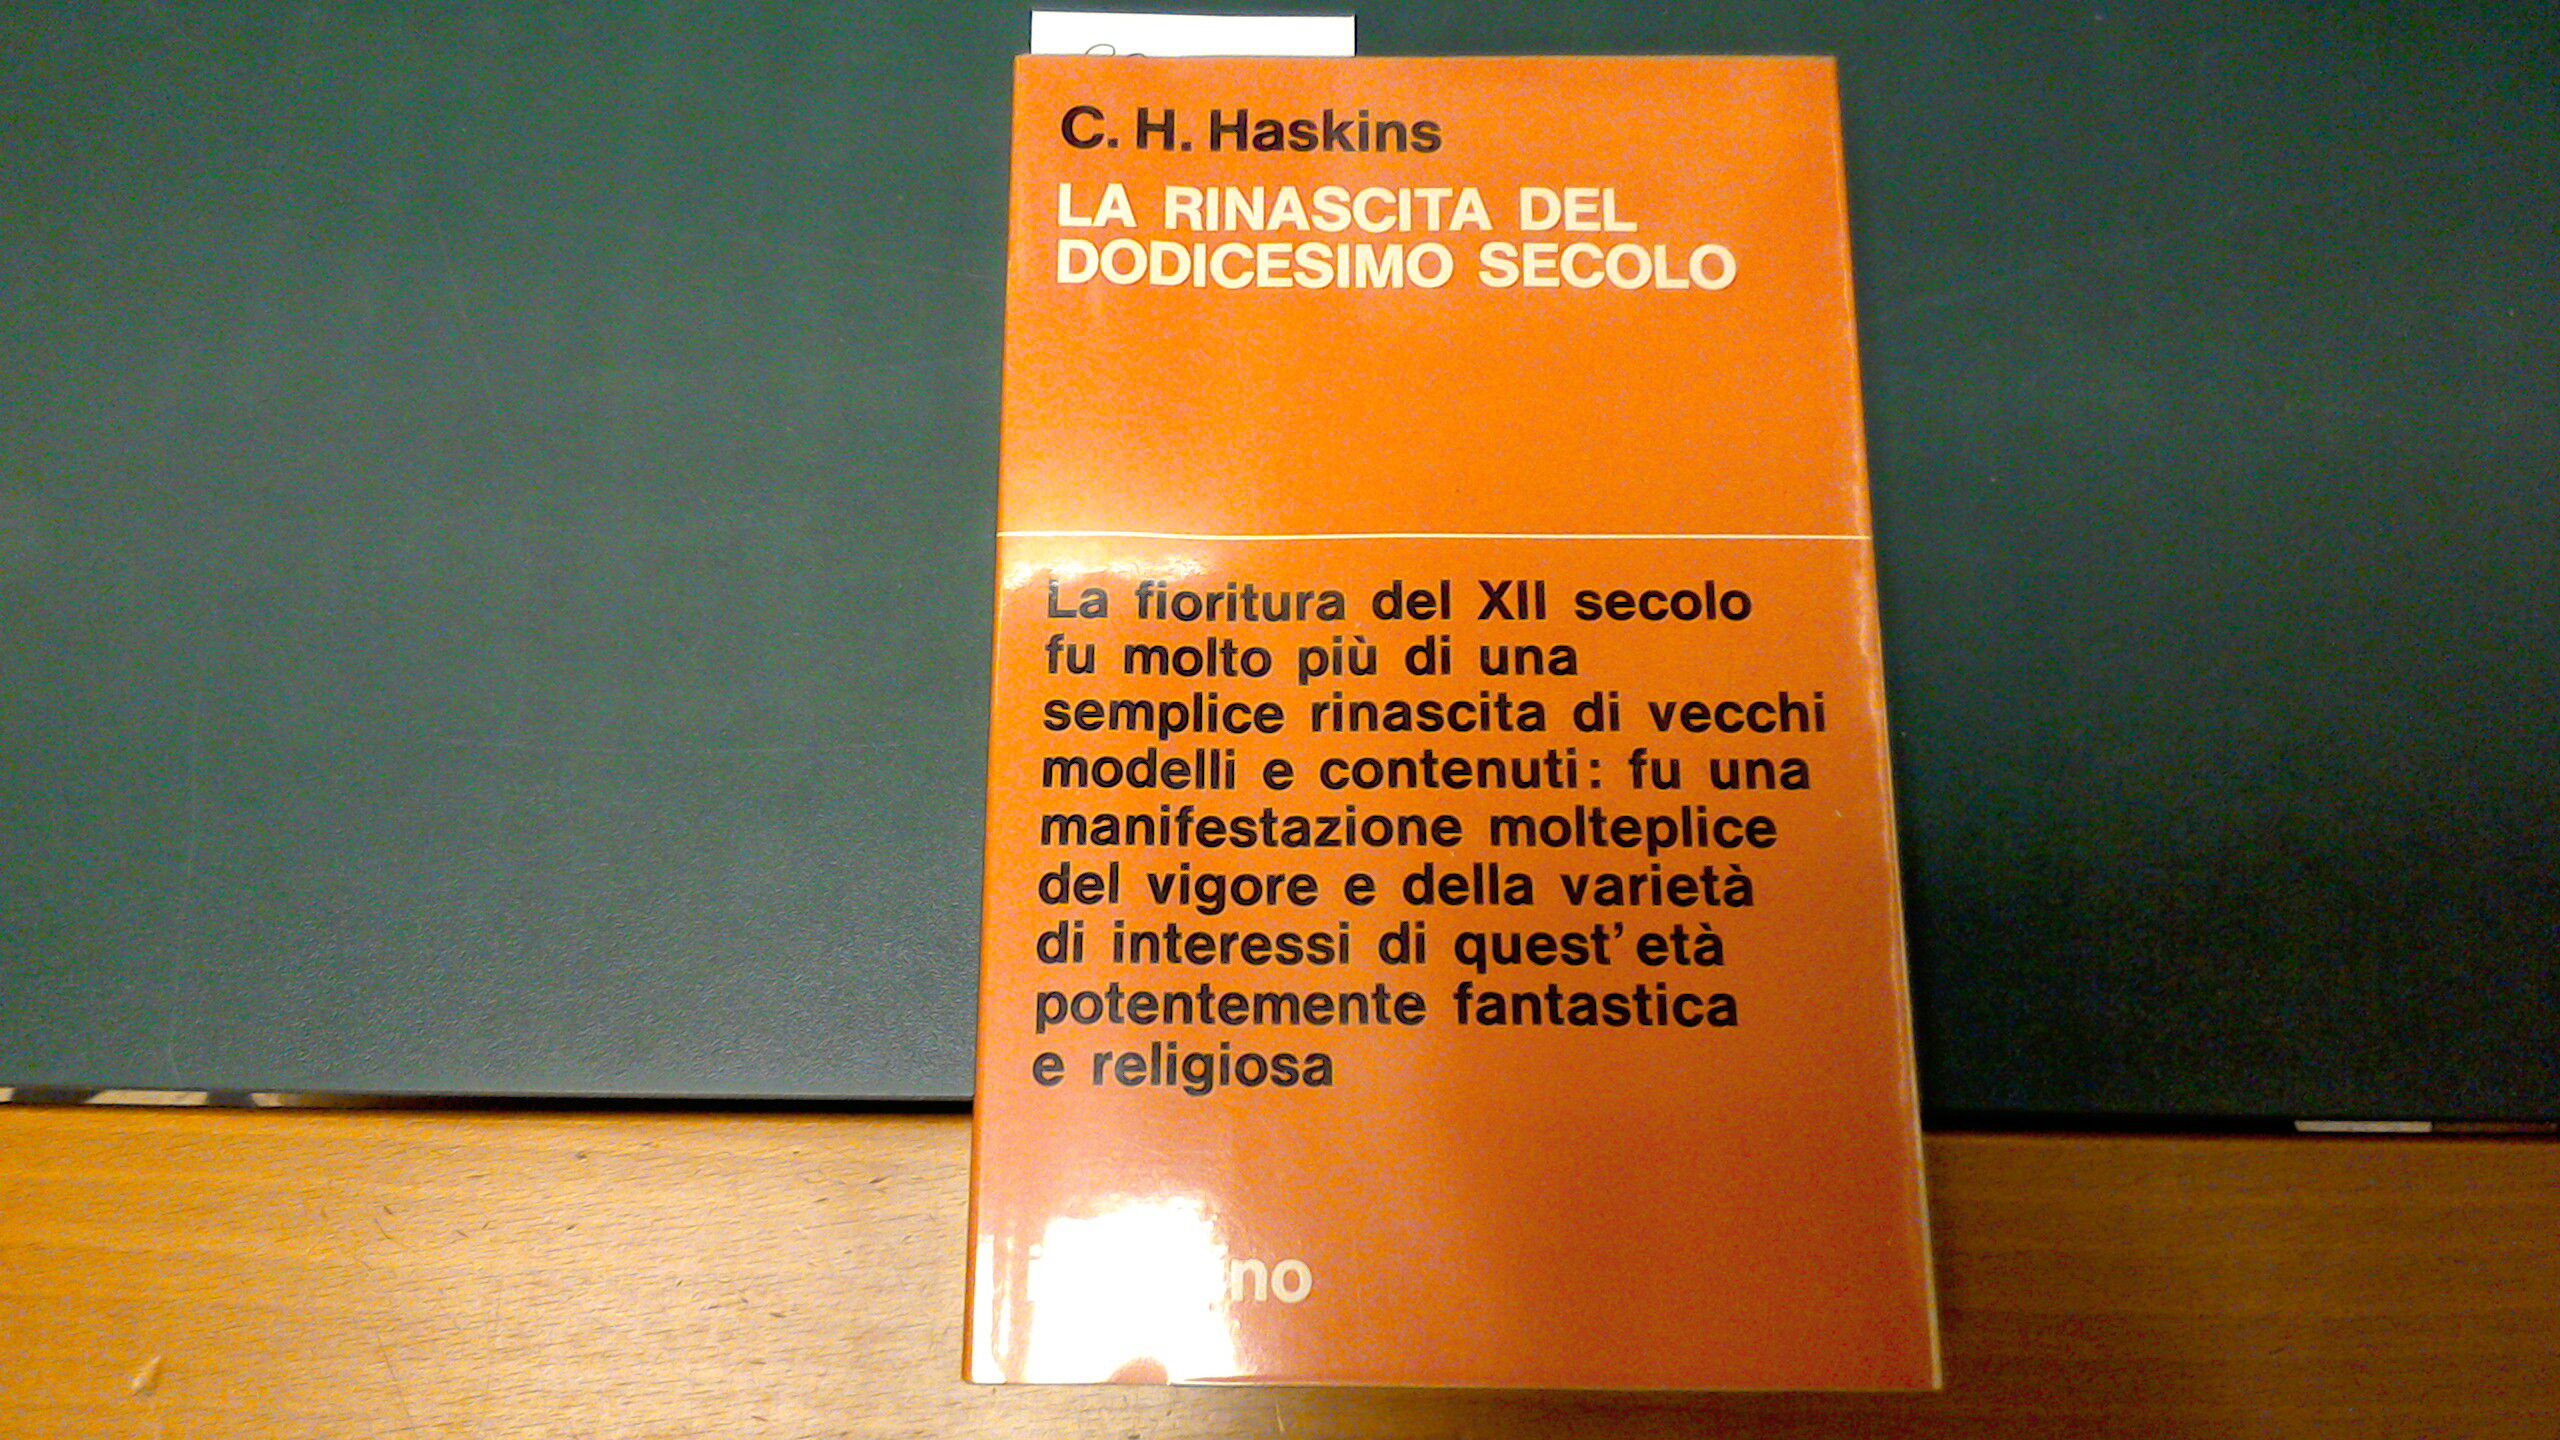 C. H. Haskins
LA RINASCITA DEL
DODICESIMO SECOLO
La fioritura del XII secolo
fu molto più di una
semplice rinascita di vecchi
modelli e contenuti: fu una
manifestazione molteplice
del vigore e della varietà
di interessi di quest'età
potentemente fantastica
e religiosa